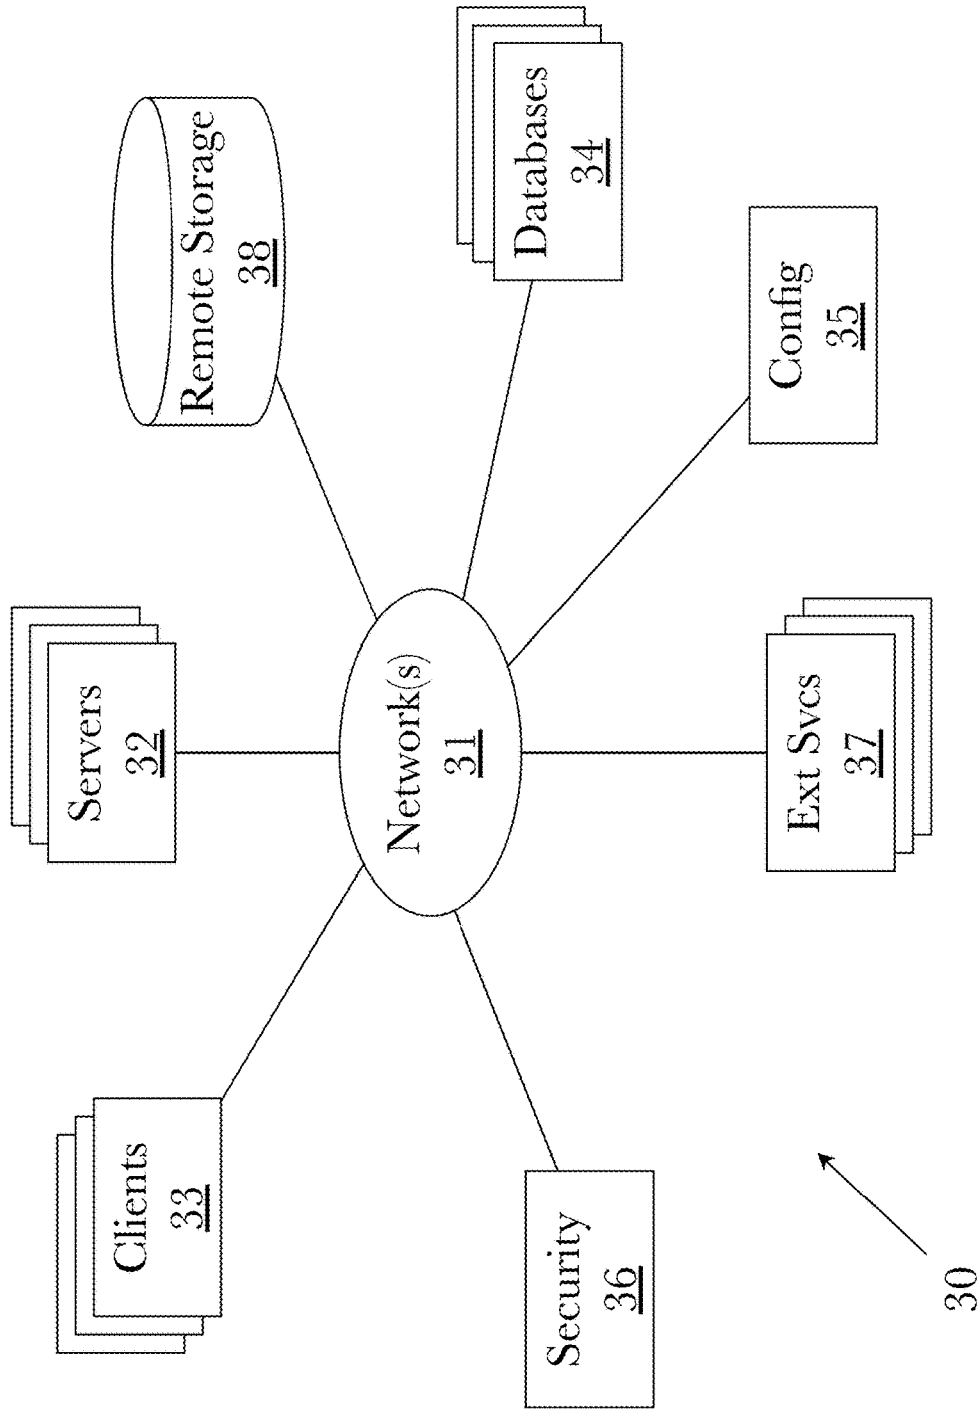 Servers
32
Clients
33
Remote Storage
38
Network(s)
31
Databases
34
Security
36
Ext Svcs
37
Config
35
30